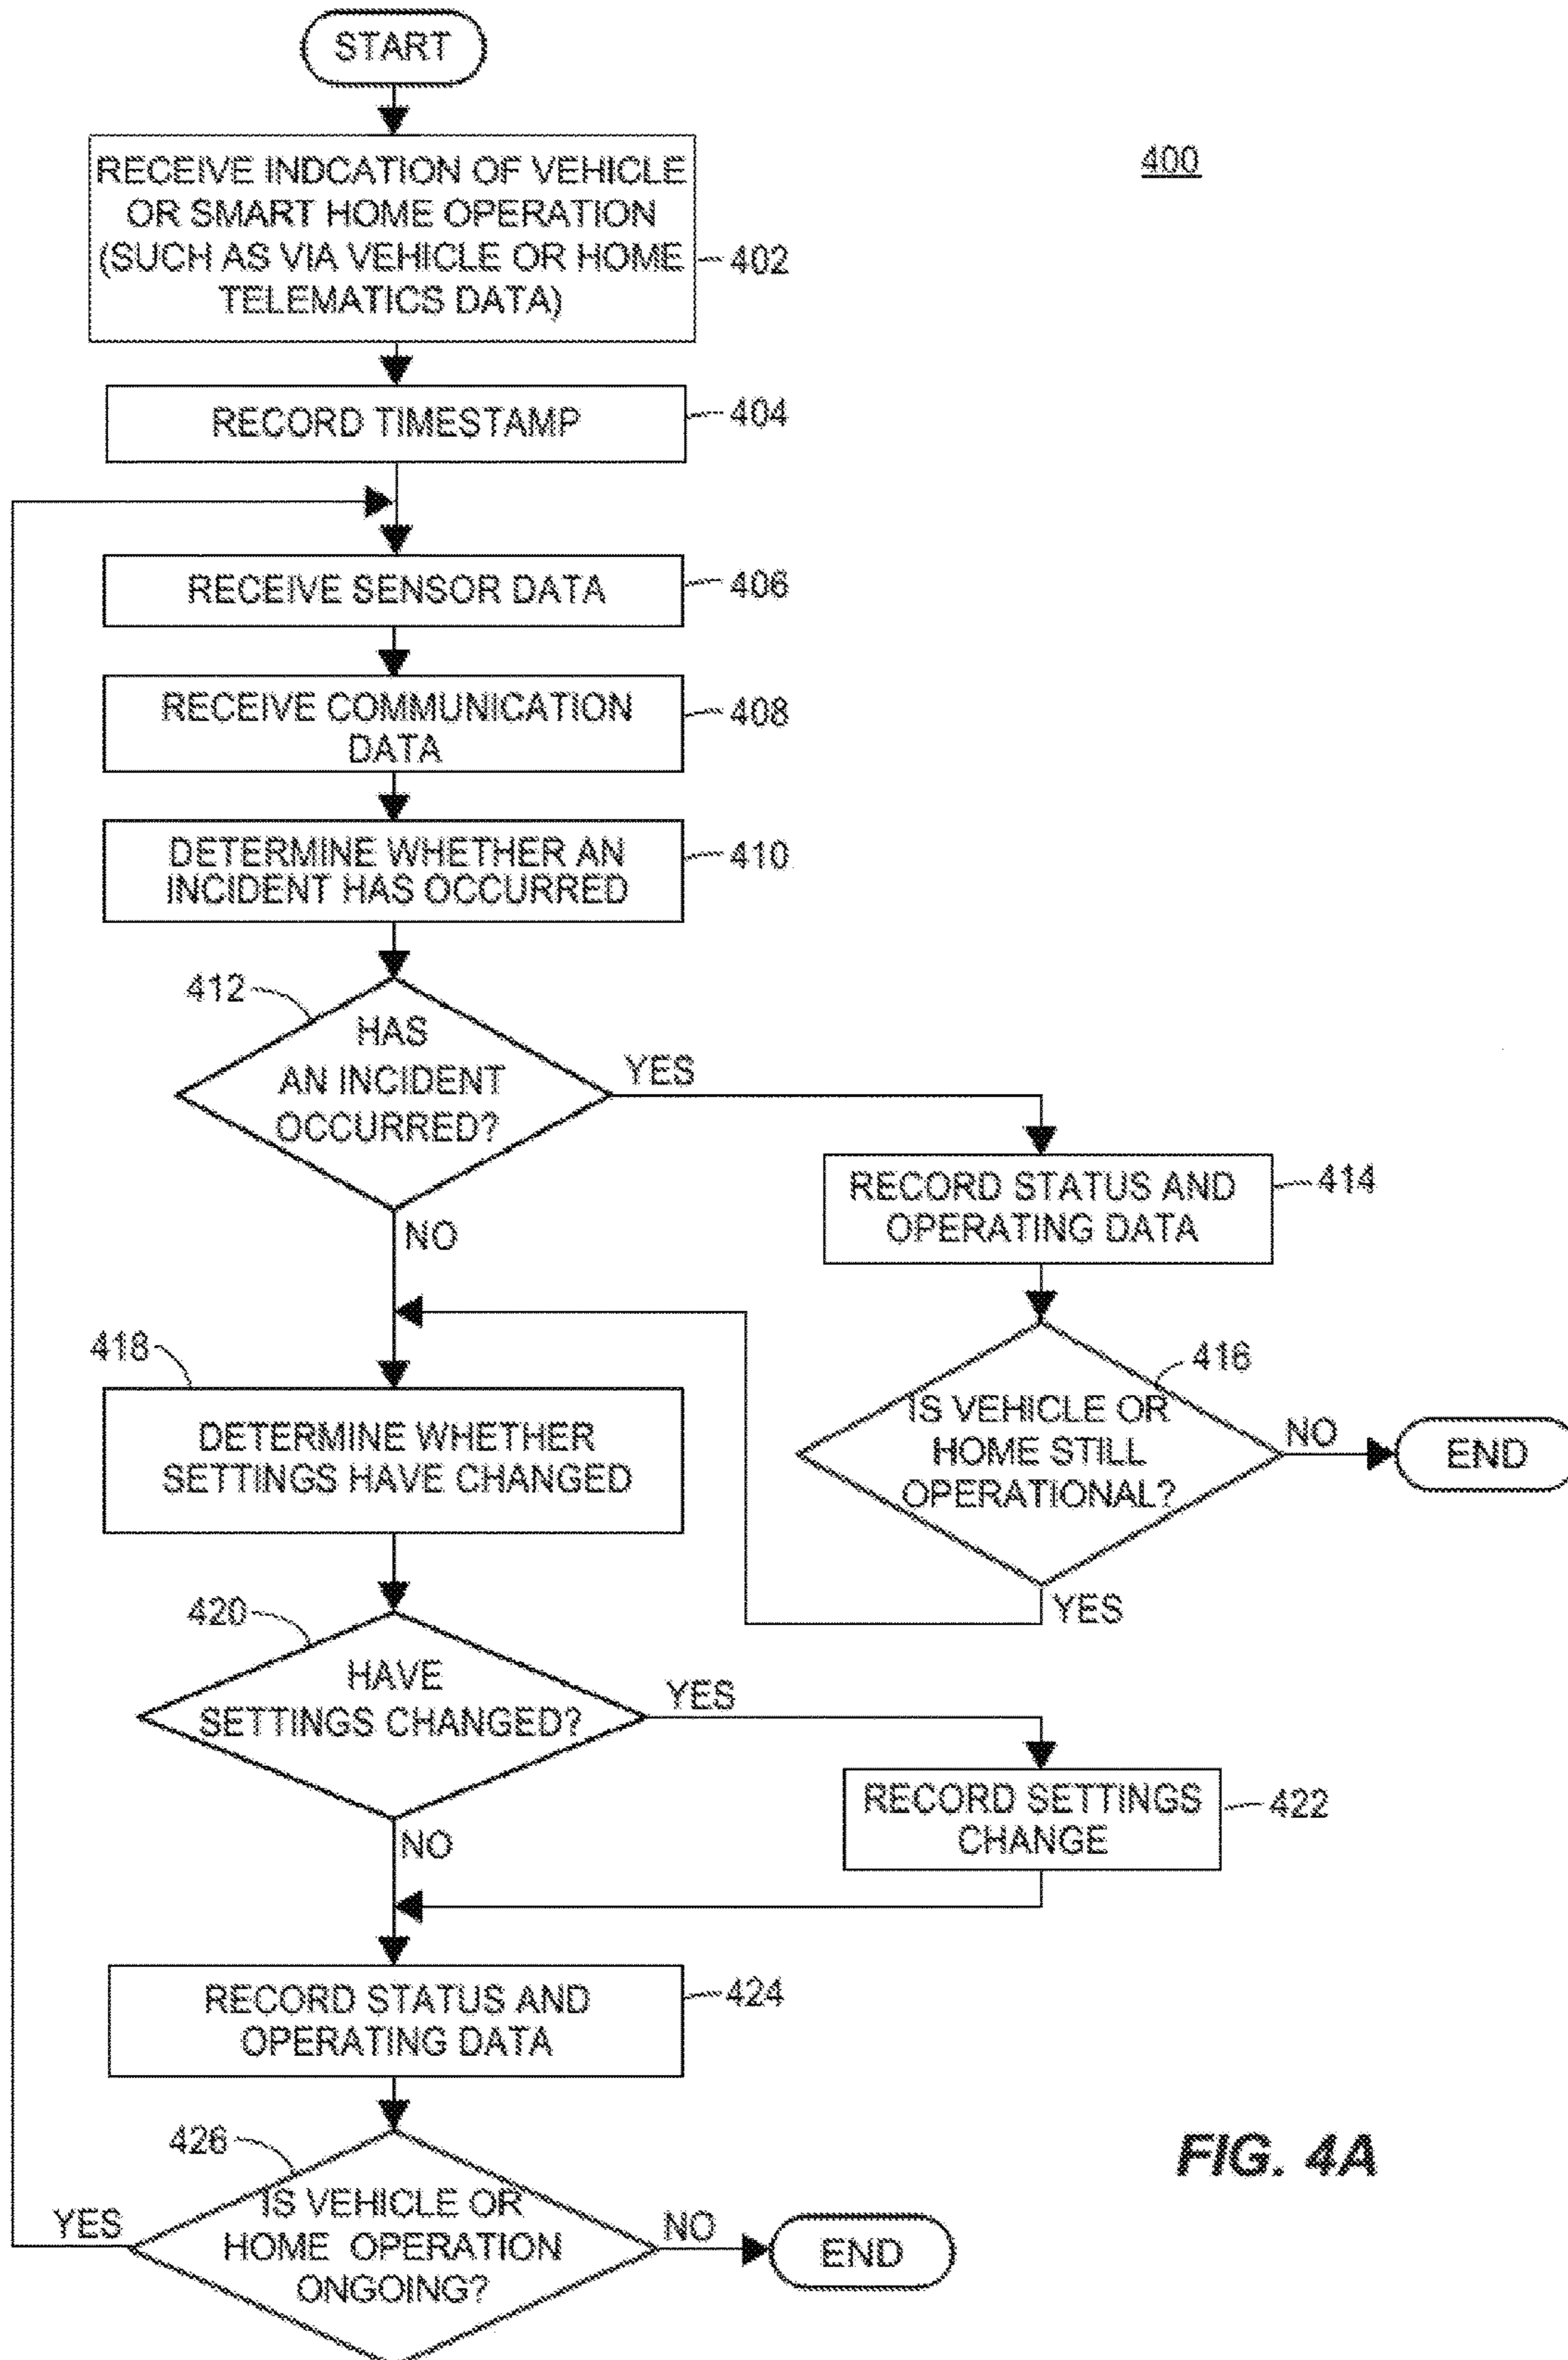 START
400
RECEIVE INDCATION OF VEHICLE
OR SMART HOME OPERATION
(SUCH AS VIA VEHICLE OR HOME
TELEMATICS DATA)
402
RECORD TIMESTAMP
404
RECEIVE SENSOR DATA
406
RECEIVE COMMUNICATION
DATA
408
DETERMINE WHETHER AN
INCIDENT HAS OCCURRED
410
412
HAS
AN INCIDENT
OCCURRED?
YES
NO
RECORD STATUS AND
OPERATING DATA
414
416
IS VEHICLE OR
HOME STILL
OPERATIONAL?
NO
END
YES
418
DETERMINE WHETHER
SETTINGS HAVE CHANGED
420
HAVE
SETTINGS CHANGED?
YES
NO
RECORD SETTINGS
CHANGE
422
RECORD STATUS AND
OPERATING DATA
424
426
IS VEHICLE OR
HOME OPERATION
ONGOING?
YES
NO
END
FIG. 4A